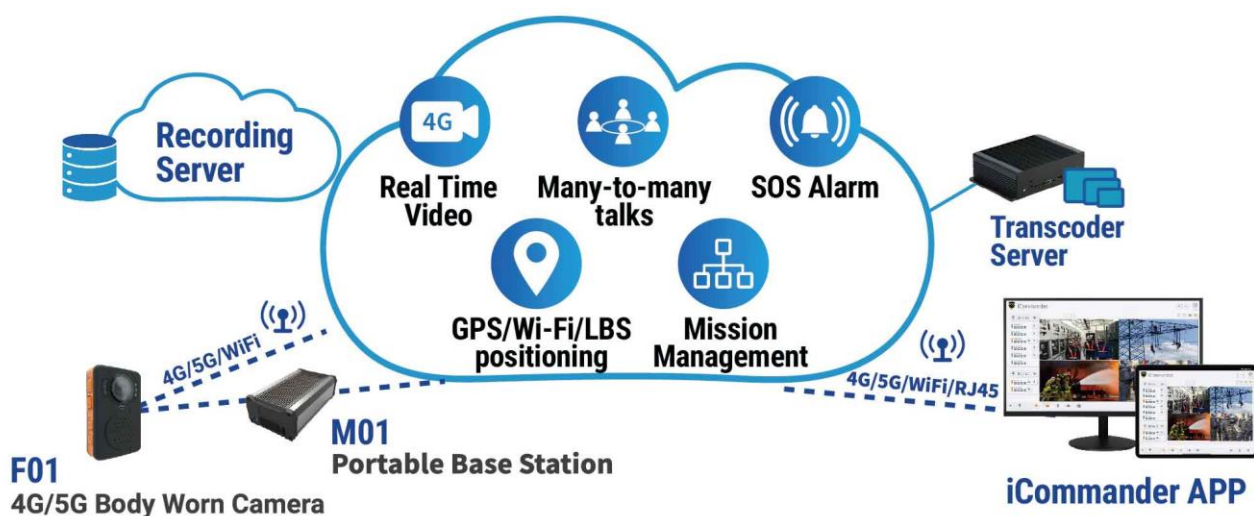 Recording
Server
4G
Real Time
Video
Many-to-many
talks
SOS Alarm
GPS/Wi-Fi/LBS
positioning
Mission
Management
Transcoder
Server
4G/5G/WiFi
4G/5G/WiFi/RJ45
M01
Portable Base Station
F01
4G/5G Body Worn Camera
iCommander
iCommander APP